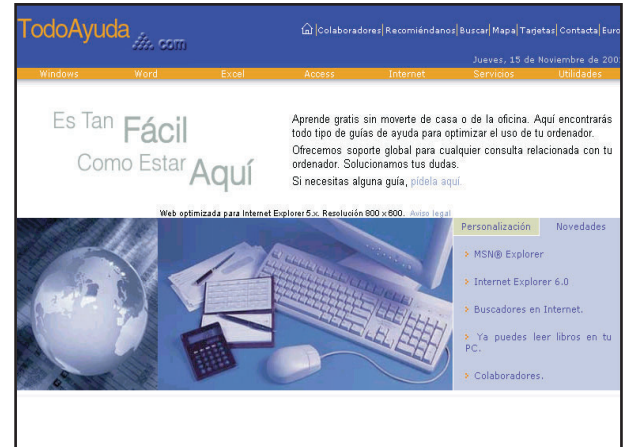 TodoAyuda .com
|Colaboradores|Recomiéndanos|Buscar|Mapa|Tarjetas|Contacta|Euro
Jueves, 15 de Noviembre de 200
Windows Word Excel Access Internet Servicios Utilidades
Es Tan Fácil
Como Estar Aquí
Aprende gratis sin moverte de casa o de la oficina. Aquí encontrarás
todo tipo de guías de ayuda para optimizar el uso de tu ordenador.
Ofrecemos soporte global para cualquier consulta relacionada con tu
ordenador. Solucionamos tus dudas.
Si necesitas alguna guía, pídela aquí.
Web optimizada para Internet Explorer 5.x. Resolución 800 x 600. Aviso legal
Personalización Novedades
> MSN® Explorer
> Internet Explorer 6.0
> Buscadores en Internet.
> Ya puedes leer libros en tu
PC.
> Colaboradores.